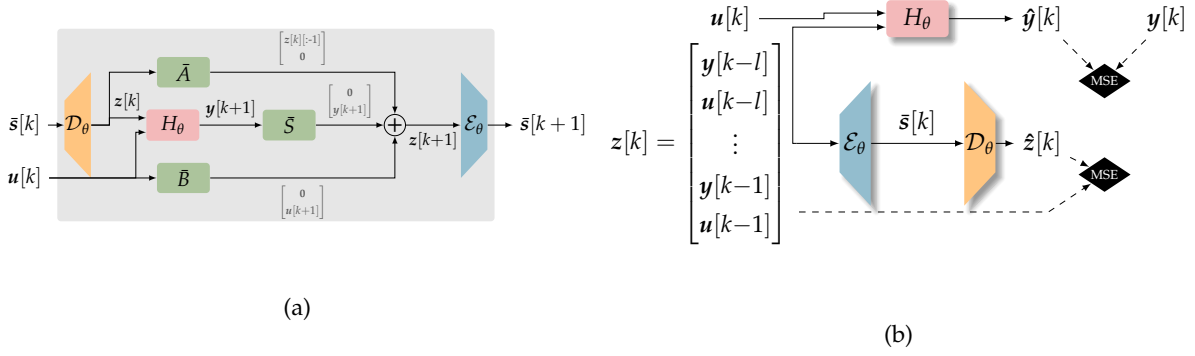 [z[k][:-1]
0]
Ā
s̄[k] 𝒟_θ z[k] H_θ y[k+1] S̄ [0
y[k+1]] + z[k+1] ℰ_θ s̄[k+1]
u[k] B̄
[0
u[k+1]]
(a)
u[k] H_θ ŷ[k] y[k]
MSE
z[k] = [y[k−l]
u[k−l]
⋮
y[k−1]
u[k−1]]
ℰ_θ s̄[k] 𝒟_θ ẑ[k]
MSE
(b)